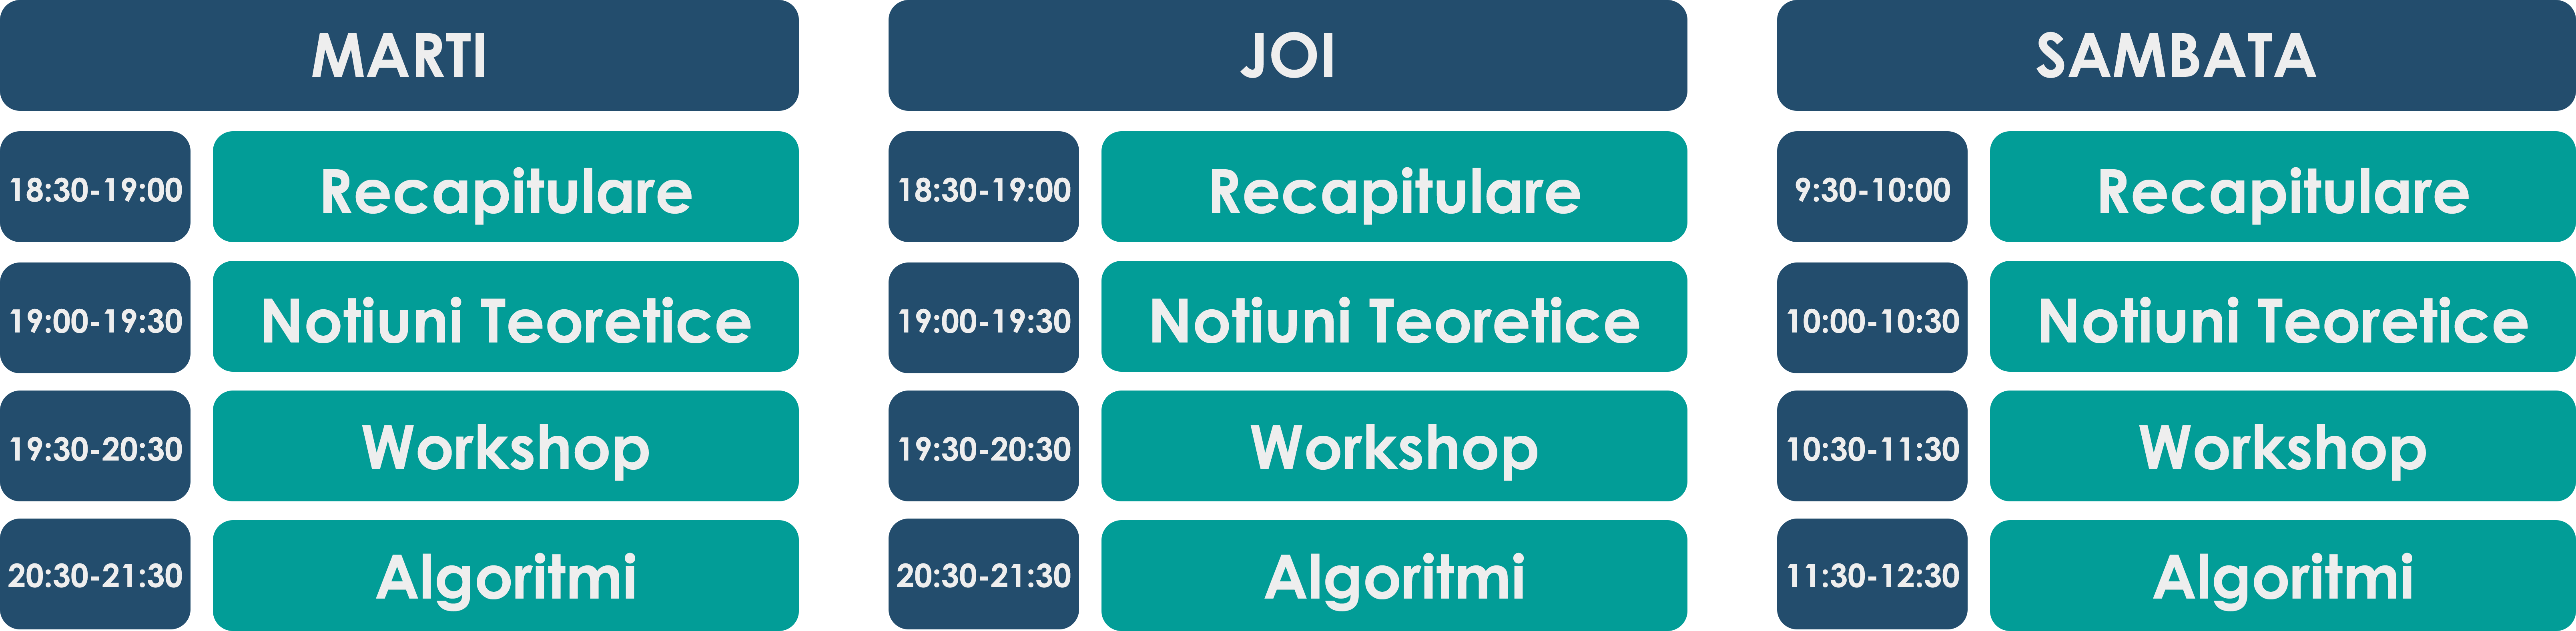 MARTI
18:30-19:00 Recapitulare
19:00-19:30 Notiuni Teoretice
19:30-20:30 Workshop
20:30-21:30 Algoritmi
JOI
18:30-19:00 Recapitulare
19:00-19:30 Notiuni Teoretice
19:30-20:30 Workshop
20:30-21:30 Algoritmi
SAMBATA
9:30-10:00 Recapitulare
10:00-10:30 Notiuni Teoretice
10:30-11:30 Workshop
11:30-12:30 Algoritmi